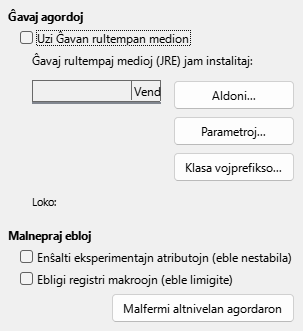 Ĝavaj agordoj
Uzi Ĝavan rultempan medion
Ĝavaj rultempaj medioj (JRE) jam instalitaj:
Vend
Aldoni...
Parametroj...
Klasa vojprefikso...
Loko:
Malnepraj ebloj
Enŝalti eksperimentajn atributojn (eble nestabila)
Ebligi registri makroojn (eble limigite)
Malfermi altnivelan agordaron